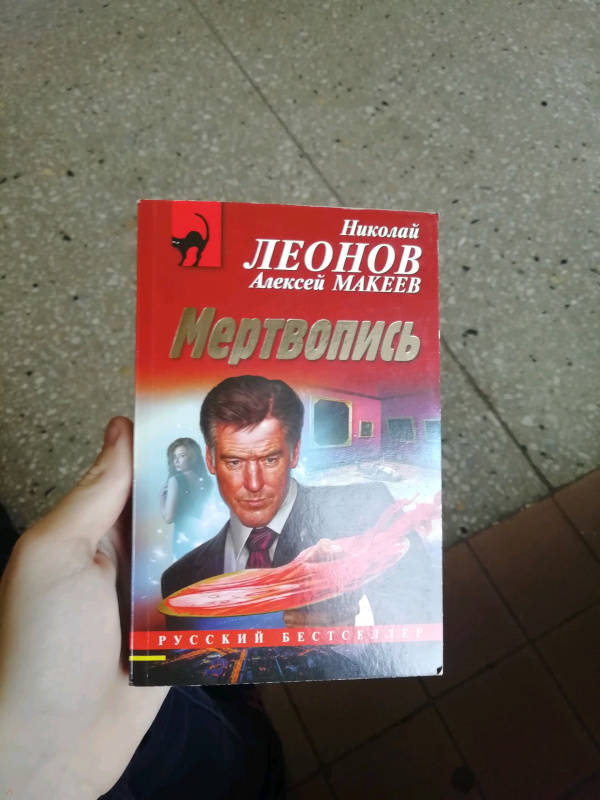 Николай
ЛЕОНОВ
Алексей МАКЕЕВ
Мертвопись
РУССКИЙ БЕСТСЕЛЛЕР